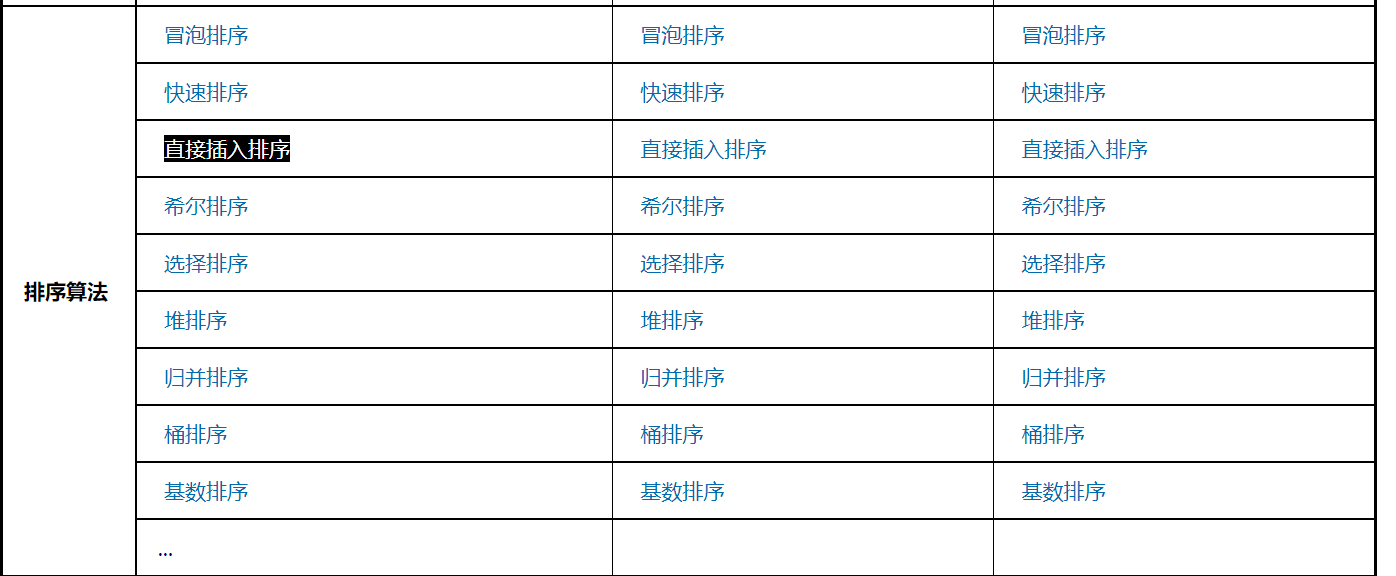 排序算法
冒泡排序 冒泡排序 冒泡排序
快速排序 快速排序 快速排序
直接插入排序 直接插入排序 直接插入排序
希尔排序 希尔排序 希尔排序
选择排序 选择排序 选择排序
堆排序 堆排序 堆排序
归并排序 归并排序 归并排序
桶排序 桶排序 桶排序
基数排序 基数排序 基数排序
...